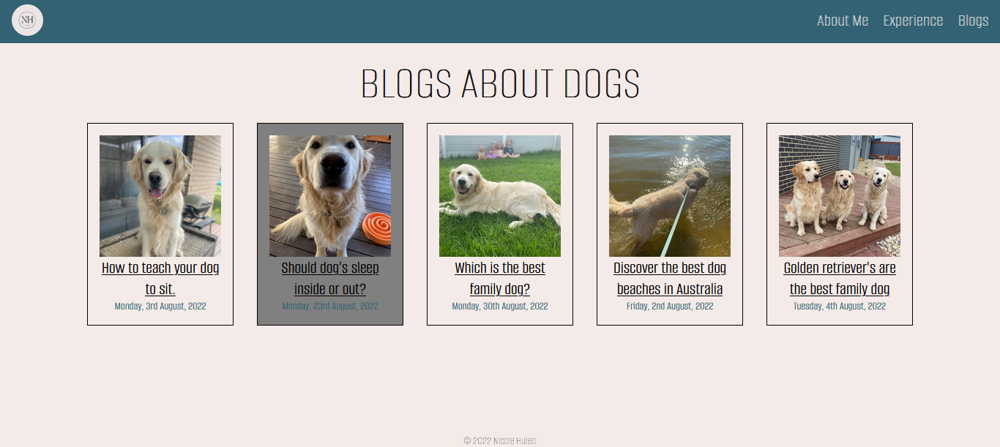 NH
About Me Experience Blogs
BLOGS ABOUT DOGS
How to teach your dog
to sit.
Monday, 3rd August, 2022
Should dog's sleep
inside or out?
Monday, 23rd August, 2022
Which is the best
family dog?
Monday, 30th August, 2022
Discover the best dog
beaches in Australia
Friday, 2nd August, 2022
Golden retriever's are
the best family dog
Tuesday, 4th August, 2022
© 2022 Nicole Hulett